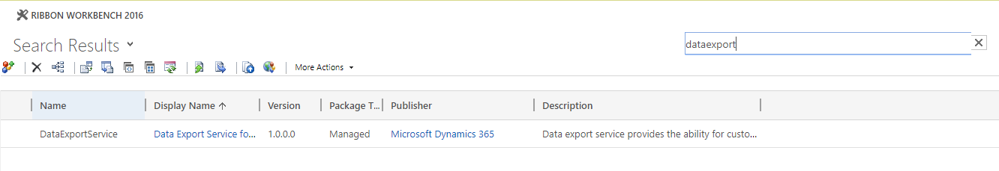 RIBBON WORKBENCH 2016
Search Results
dataexport
More Actions
Name Display Name Version Package T... Publisher Description
DataExportService Data Export Service fo... 1.0.0.0 Managed Microsoft Dynamics 365 Data export service provides the ability for custo...